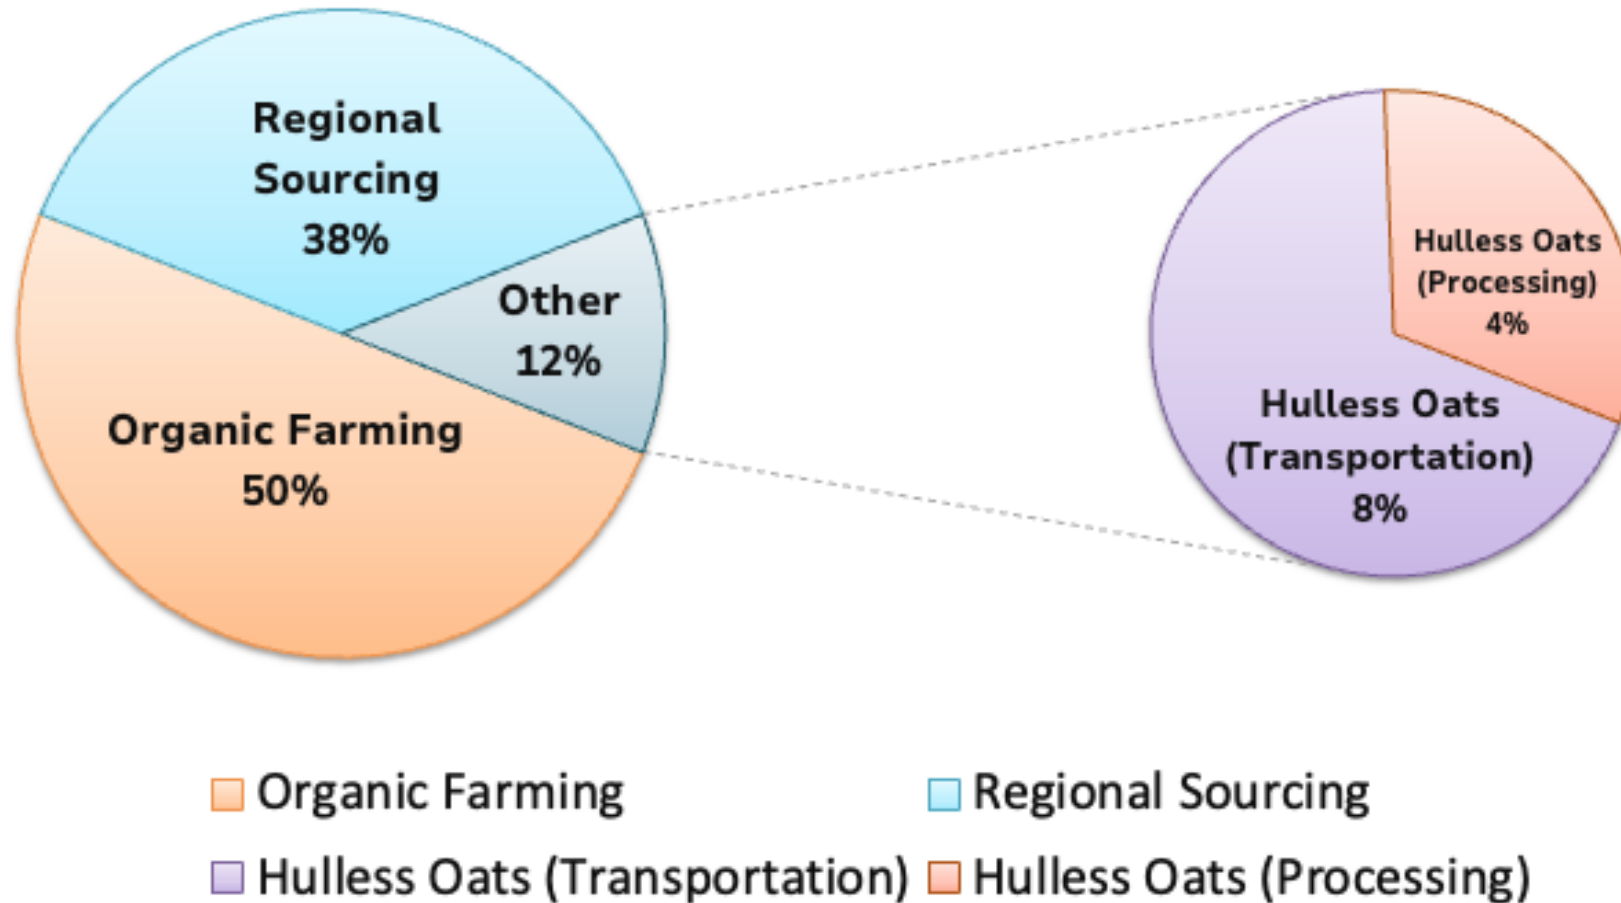 Regional
Sourcing
38%
Other
12%
Organic Farming
50%
Hulless Oats
(Processing)
4%
Hulless Oats
(Transportation)
8%
Organic Farming
Regional Sourcing
Hulless Oats (Transportation)
Hulless Oats (Processing)